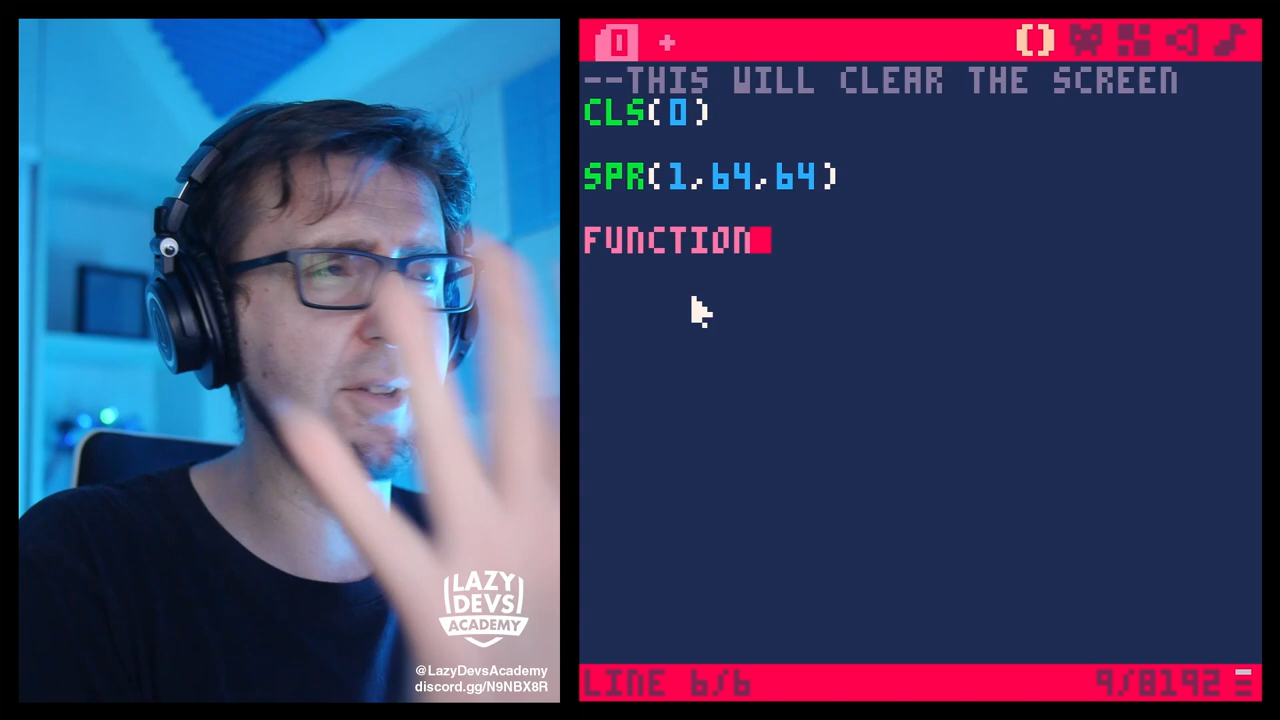 0 +
--THIS WILL CLEAR THE SCREEN
CLS(0)
SPR(1,64,64)
FUNCTION
LINE 6/6
9/8192
LAZY
DEVS
ACADEMY
@LazyDevsAcademy
discord.gg/N9NBX8R